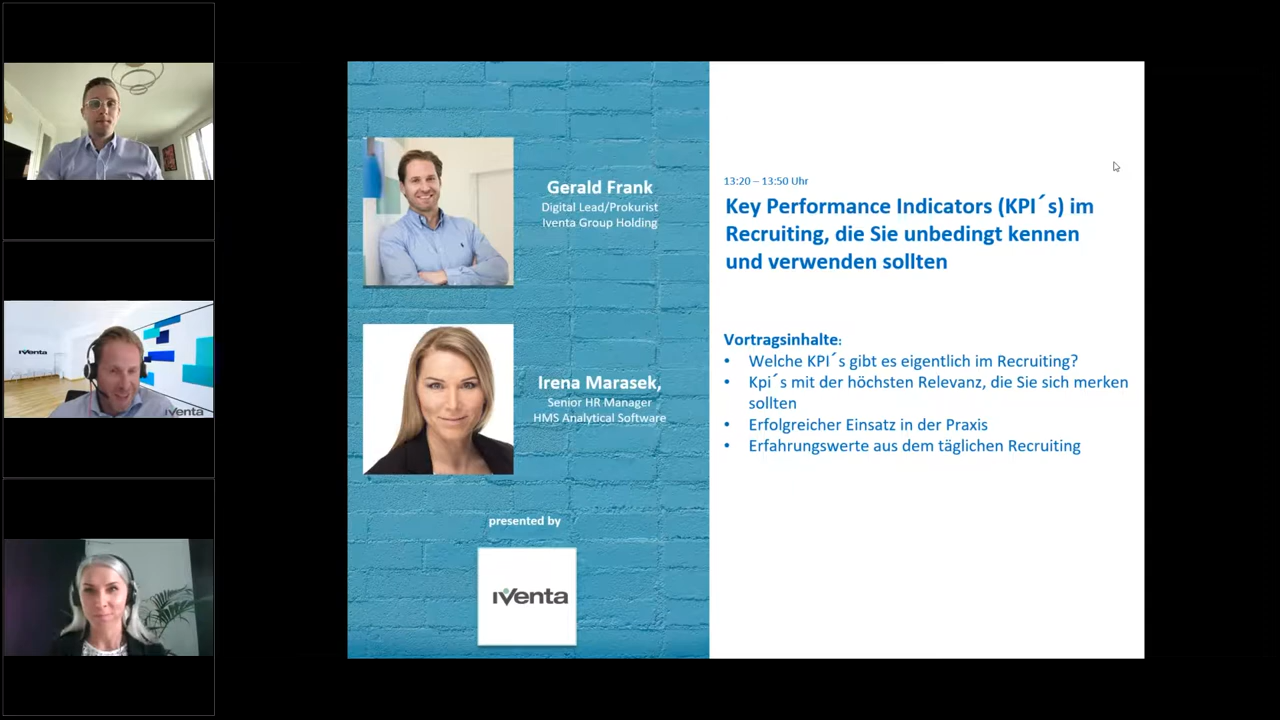 iventa
iventa
Gerald Frank
Digital Lead/Prokurist
Iventa Group Holding
Irena Marasek,
Senior HR Manager
HMS Analytical Software
presented by
iventa
13:20 – 13:50 Uhr
Key Performance Indicators (KPI´s) im
Recruiting, die Sie unbedingt kennen
und verwenden sollten
Vortragsinhalte:
• Welche KPI´s gibt es eigentlich im Recruiting?
• Kpi´s mit der höchsten Relevanz, die Sie sich merken
sollten
• Erfolgreicher Einsatz in der Praxis
• Erfahrungswerte aus dem täglichen Recruiting